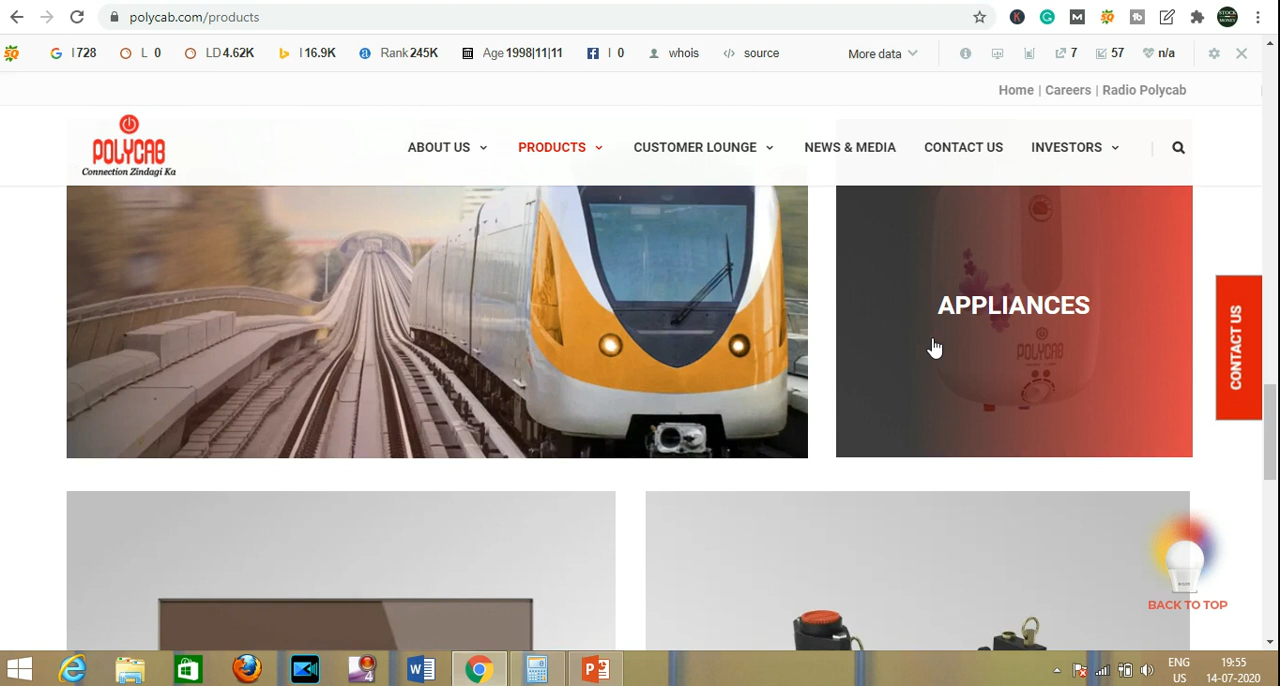 polycab.com/products
I 728
L 0
LD 4.62K
I 16.9K
Rank 245K
Age 1998|11|11
I 0
whois
source
More data
7
57
n/a
Home | Careers | Radio Polycab
POLYCAB
Connection Zindagi Ka
ABOUT US
PRODUCTS
CUSTOMER LOUNGE
NEWS & MEDIA
CONTACT US
INVESTORS
APPLIANCES
POLYCAB
CONTACT US
BACK TO TOP
ENG
US
19:55
14-07-2020